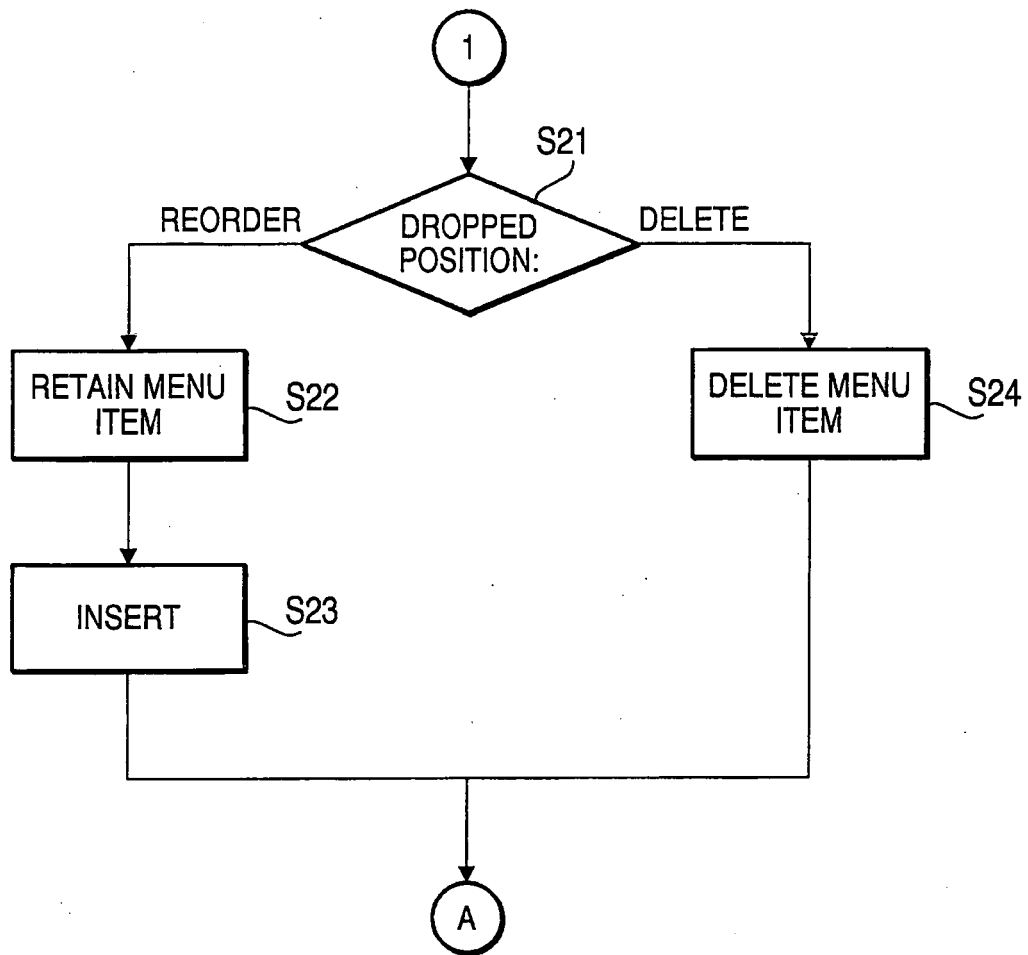 1
S21
REORDER
DROPPED
POSITION:
DELETE
RETAIN MENU
ITEM
S22
DELETE MENU
ITEM
S24
INSERT
S23
A